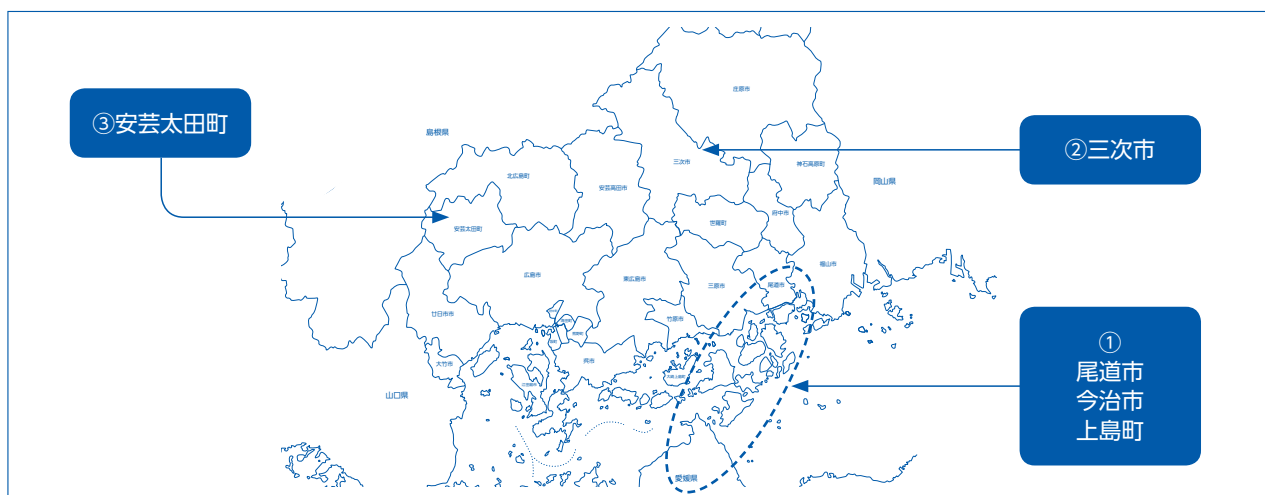 ③安芸太田町
②三次市
①
尾道市
今治市
上島町
島根県
岡山県
山口県
愛媛県
庄原市
三次市
神石高原町
北広島町
安芸高田市
安芸太田町
世羅町
府中市
福山市
広島市
東広島市
三原市
尾道市
廿日市市
竹原市
大竹市
呉市